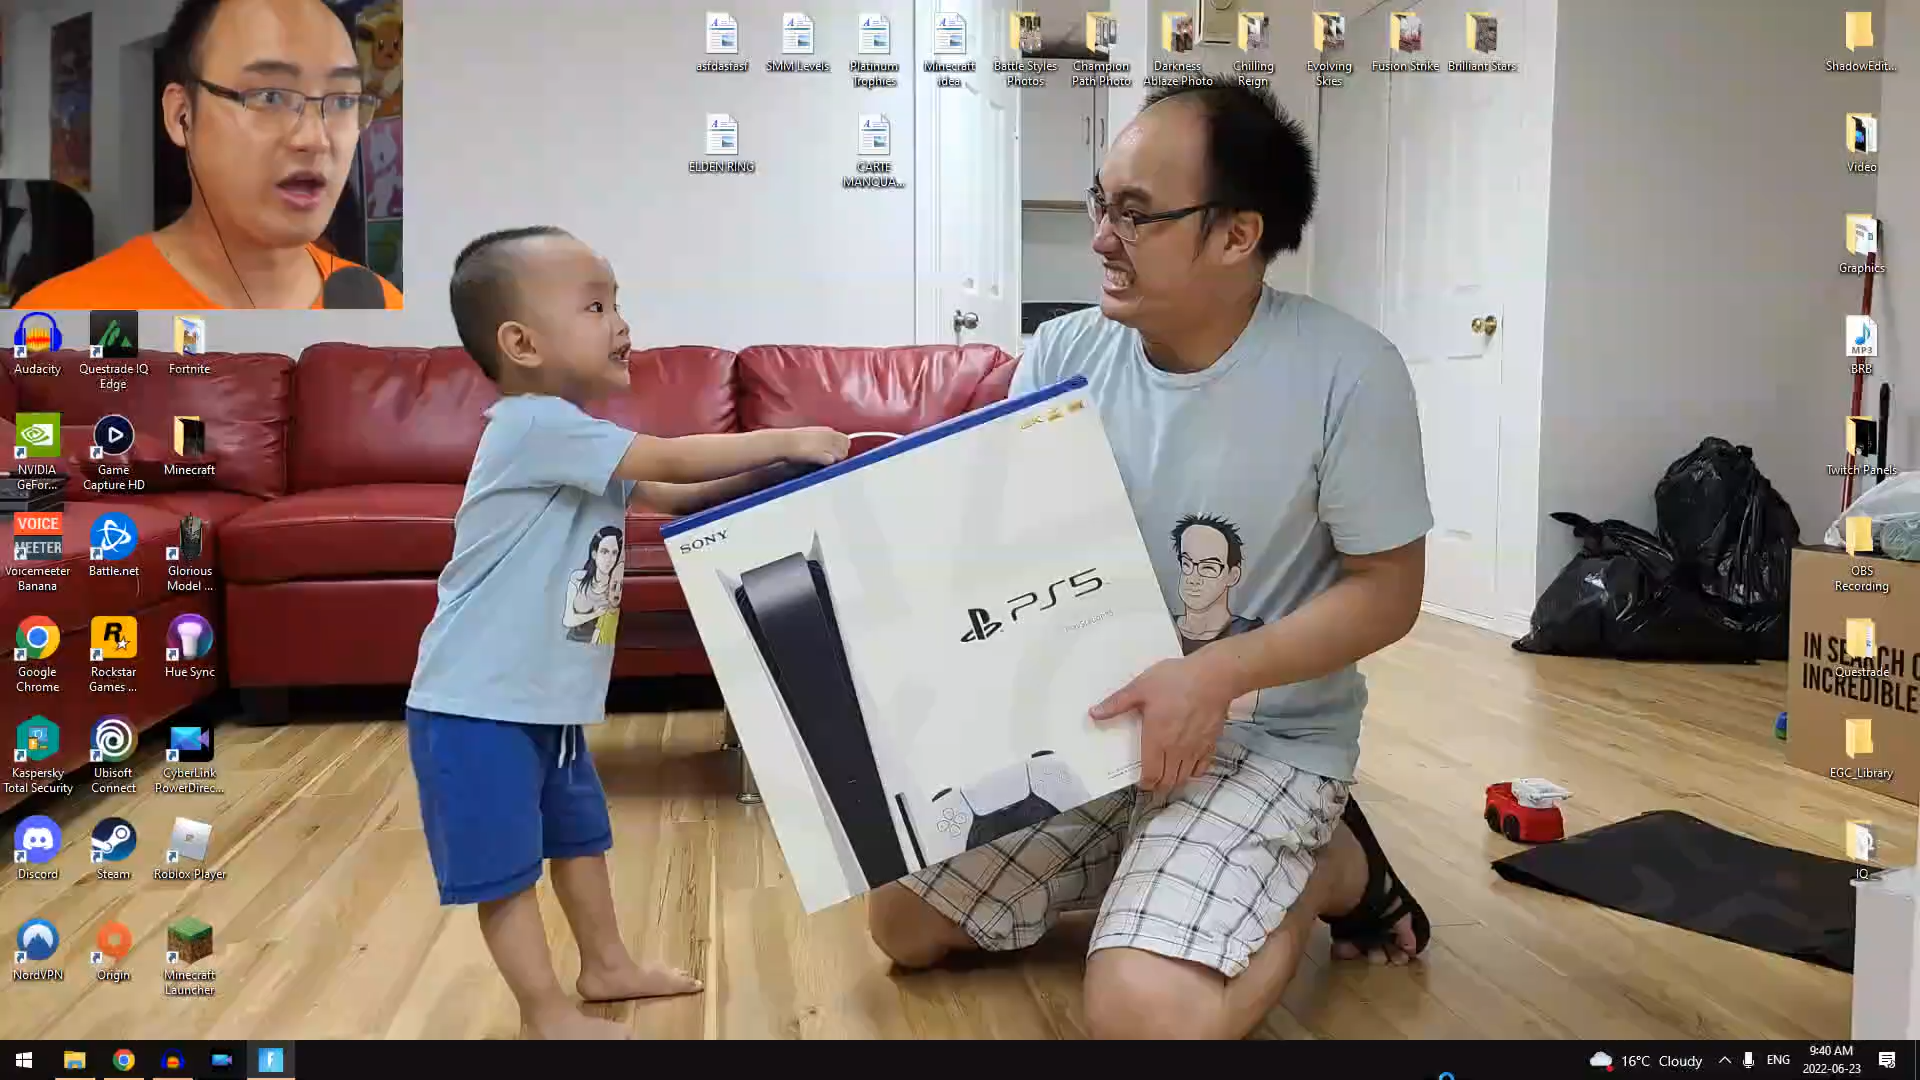 asfdasfasf
SMM Levels
Platinum
Trophies
Minecraft
idea
Battle Styles
Photos
Champion
Path Photo
Darkness
Ablaze Photo
Chilling
Reign
Evolving
Skies
Fusion Strike
Brilliant Stars
ShadowEdit...
ELDEN RING
CARTE
MANQUA...
Video
Graphics
MP3
BRB
Audacity
Questrade IQ
Edge
Fortnite
NVIDIA
GeFor...
Game
Capture HD
Minecraft
Twitch Panels
VOICE
MEETER
Voicemeeter
Banana
Battle.net
Glorious
Model ...
OBS
Recording
SONY
PS5
Google
Chrome
Rockstar
Games ...
Hue Sync
Questrade
IN SEARCH O
INCREDIBLE
Kaspersky
Total Security
Ubisoft
Connect
CyberLink
PowerDirec...
EGC_Library
Discord
Steam
Roblox Player
IQ
NordVPN
Origin
Minecraft
Launcher
16°C Cloudy
ENG
9:40 AM
2022-06-23